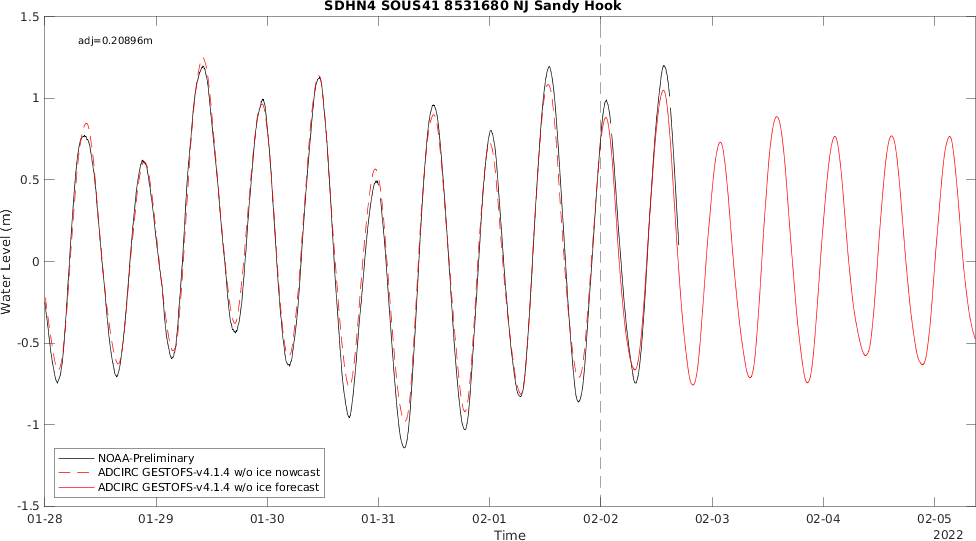 SDHN4 SOUS41 8531680 NJ Sandy Hook
adj=0.20896m
Water Level (m)
1.5
1
0.5
0
-0.5
-1
-1.5
NOAA-Preliminary
ADCIRC GESTOFS-v4.1.4 w/o ice nowcast
ADCIRC GESTOFS-v4.1.4 w/o ice forecast
01-28 01-29 01-30 01-31 02-01 02-02 02-03 02-04 02-05
Time
2022